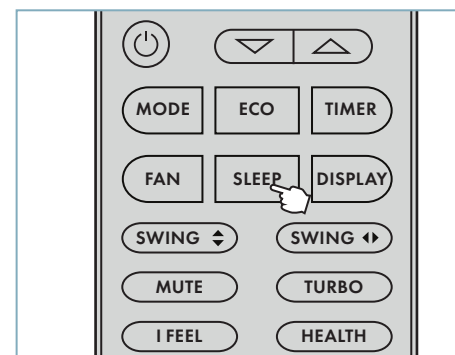 MODE ECO TIMER
FAN SLEEP DISPLAY
SWING SWING
MUTE TURBO
I FEEL HEALTH